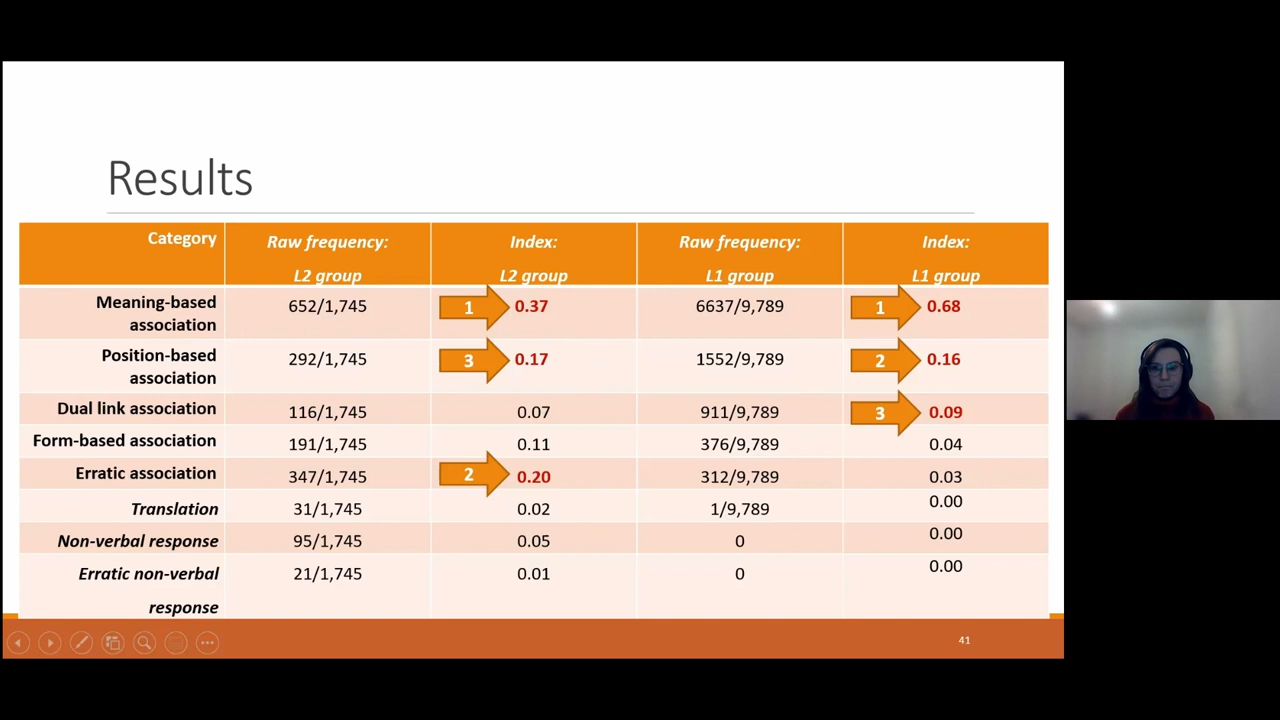 Results
Category
Raw frequency:
L2 group
Index:
L2 group
Raw frequency:
L1 group
Index:
L1 group
Meaning-based
association
652/1,745
1
0.37
6637/9,789
1
0.68
Position-based
association
292/1,745
3
0.17
1552/9,789
2
0.16
Dual link association
116/1,745
0.07
911/9,789
3
0.09
Form-based association
191/1,745
0.11
376/9,789
0.04
Erratic association
347/1,745
2
0.20
312/9,789
0.03
Translation
31/1,745
0.02
1/9,789
0.00
Non-verbal response
95/1,745
0.05
0
0.00
Erratic non-verbal
response
21/1,745
0.01
0
0.00
41